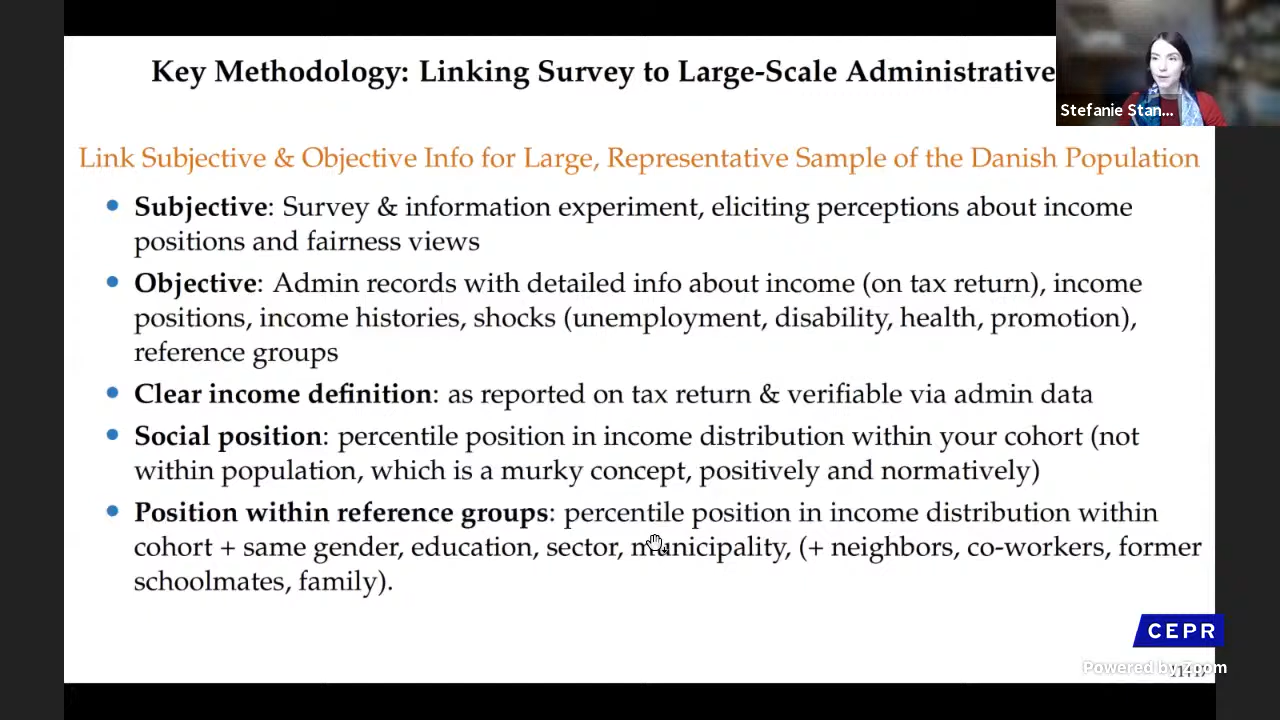 Key Methodology: Linking Survey to Large-Scale Administrative
Stefanie Stan...
Link Subjective & Objective Info for Large, Representative Sample of the Danish Population
• Subjective: Survey & information experiment, eliciting perceptions about income
positions and fairness views
• Objective: Admin records with detailed info about income (on tax return), income
positions, income histories, shocks (unemployment, disability, health, promotion),
reference groups
• Clear income definition: as reported on tax return & verifiable via admin data
• Social position: percentile position in income distribution within your cohort (not
within population, which is a murky concept, positively and normatively)
• Position within reference groups: percentile position in income distribution within
cohort + same gender, education, sector, municipality, (+ neighbors, co-workers, former
schoolmates, family).
CEPR
Powered by Zoom